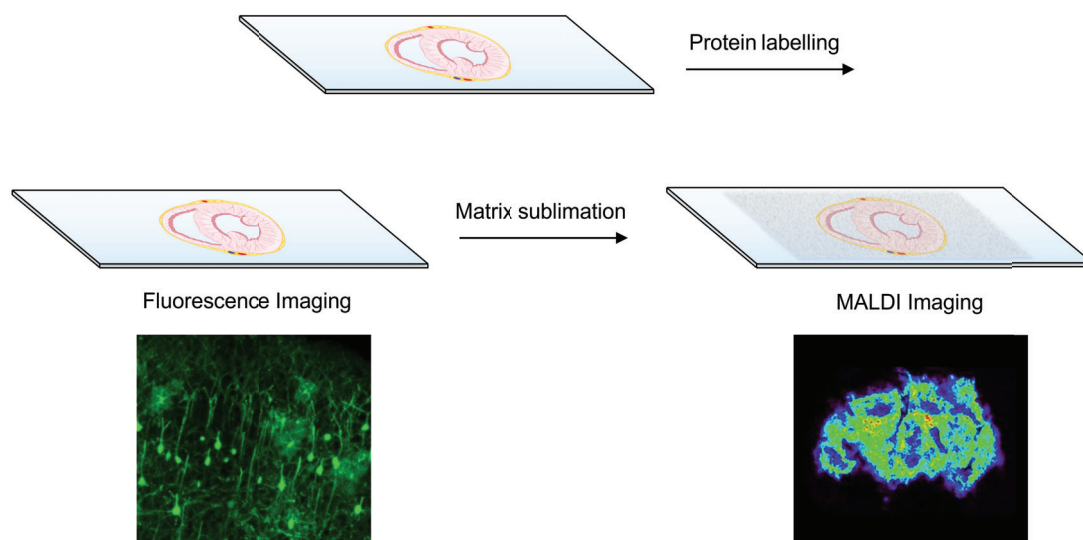 Protein labelling
Matrix sublimation
Fluorescence Imaging
MALDI Imaging